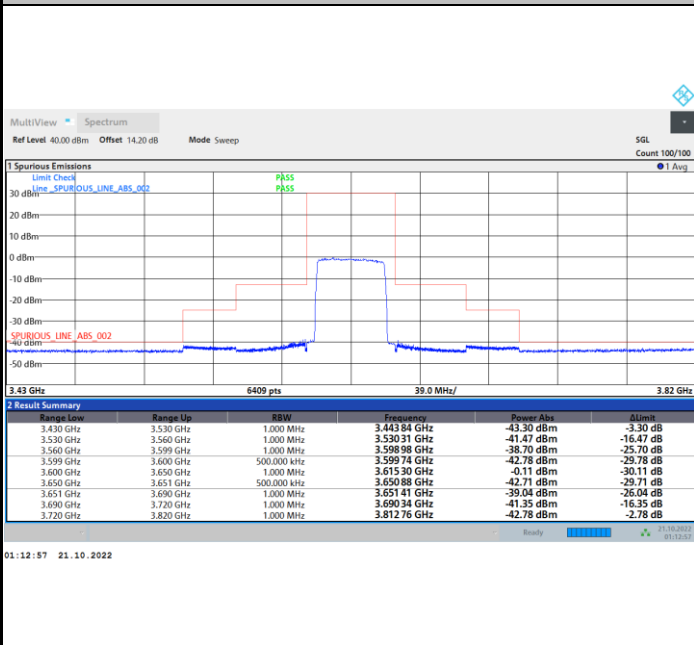 MultiView Spectrum
Ref Level 40.00 dBm Offset 14.20 dB Mode Sweep SGL
Count 100/100
1 Spurious Emissions 1 Avg
Limit Check PASS
Line _SPURIOUS_LINE_ABS_002 PASS
30 dBm
20 dBm
10 dBm
0 dBm
-10 dBm
-20 dBm
-30 dBm
_SPURIOUS_LINE_ABS_002
-40 dBm
-50 dBm
3.43 GHz 6409 pts 39.0 MHz/ 3.82 GHz
2 Result Summary
Range Low Range Up RBW Frequency Power Abs ΔLimit
3.430 GHz 3.530 GHz 1.000 MHz 3.443 84 GHz -43.30 dBm -3.30 dB
3.530 GHz 3.560 GHz 1.000 MHz 3.530 31 GHz -41.47 dBm -16.47 dB
3.560 GHz 3.599 GHz 1.000 MHz 3.598 98 GHz -38.70 dBm -25.70 dB
3.599 GHz 3.600 GHz 500.000 kHz 3.599 74 GHz -42.78 dBm -29.78 dB
3.600 GHz 3.650 GHz 1.000 MHz 3.615 30 GHz -0.11 dBm -30.11 dB
3.650 GHz 3.651 GHz 500.000 kHz 3.650 88 GHz -42.71 dBm -29.71 dB
3.651 GHz 3.690 GHz 1.000 MHz 3.651 41 GHz -39.04 dBm -26.04 dB
3.690 GHz 3.720 GHz 1.000 MHz 3.690 34 GHz -41.35 dBm -16.35 dB
3.720 GHz 3.820 GHz 1.000 MHz 3.812 76 GHz -42.78 dBm -2.78 dB
Ready 21.10.2022
01:12:57
01:12:57 21.10.2022